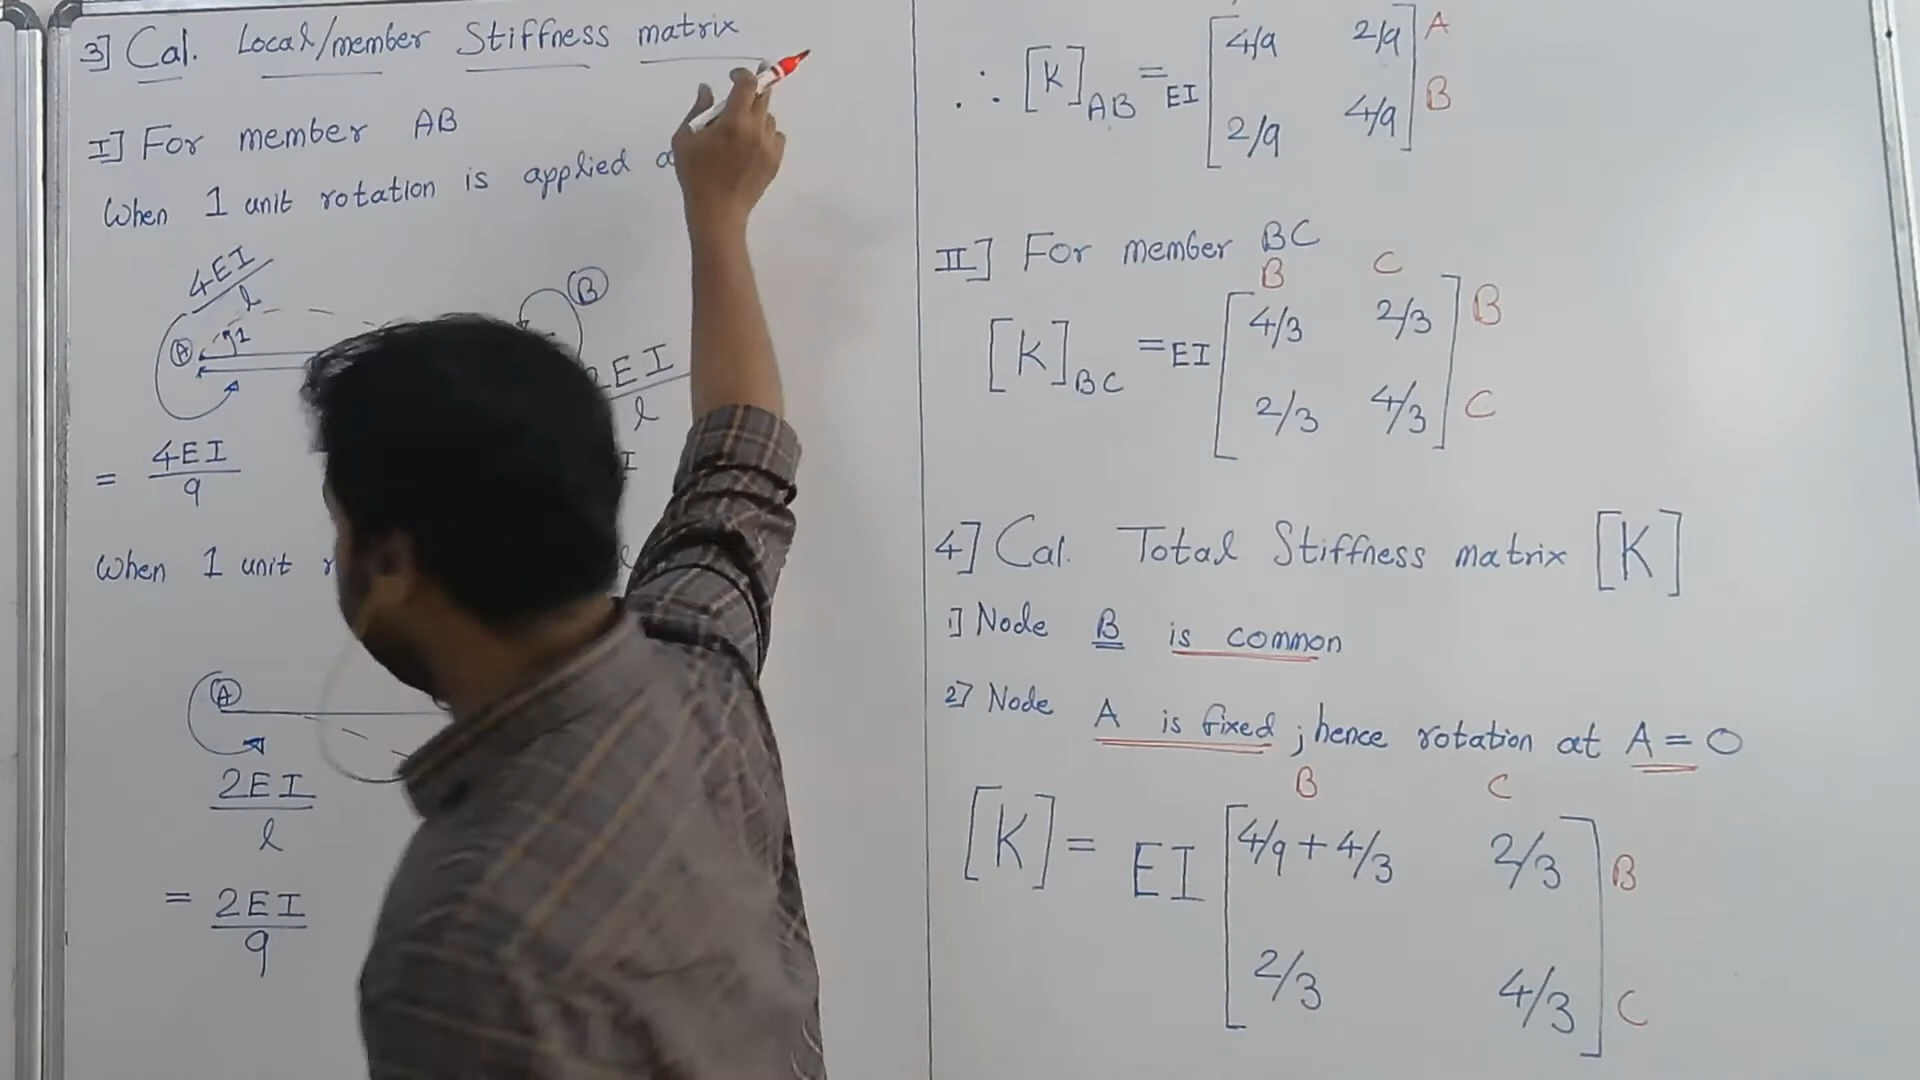 3] Cal. Local/member Stiffness matrix
I] For member AB
When 1 unit rotation is applied
4EI
l
A 1 B
EI
l
= 4EI
9
When 1 unit
A
2EI
l
= 2EI
9
∴ [K]AB = EI [4/9 2/9] A
[2/9 4/9] B
II] For member BC
B C
[K]BC = EI [4/3 2/3] B
[2/3 4/3] C
4] Cal. Total Stiffness matrix [K]
1] Node B is common
2] Node A is fixed ; hence rotation at A = 0
B C
[K] = EI [4/9 + 4/3 2/3] B
[2/3 4/3] C